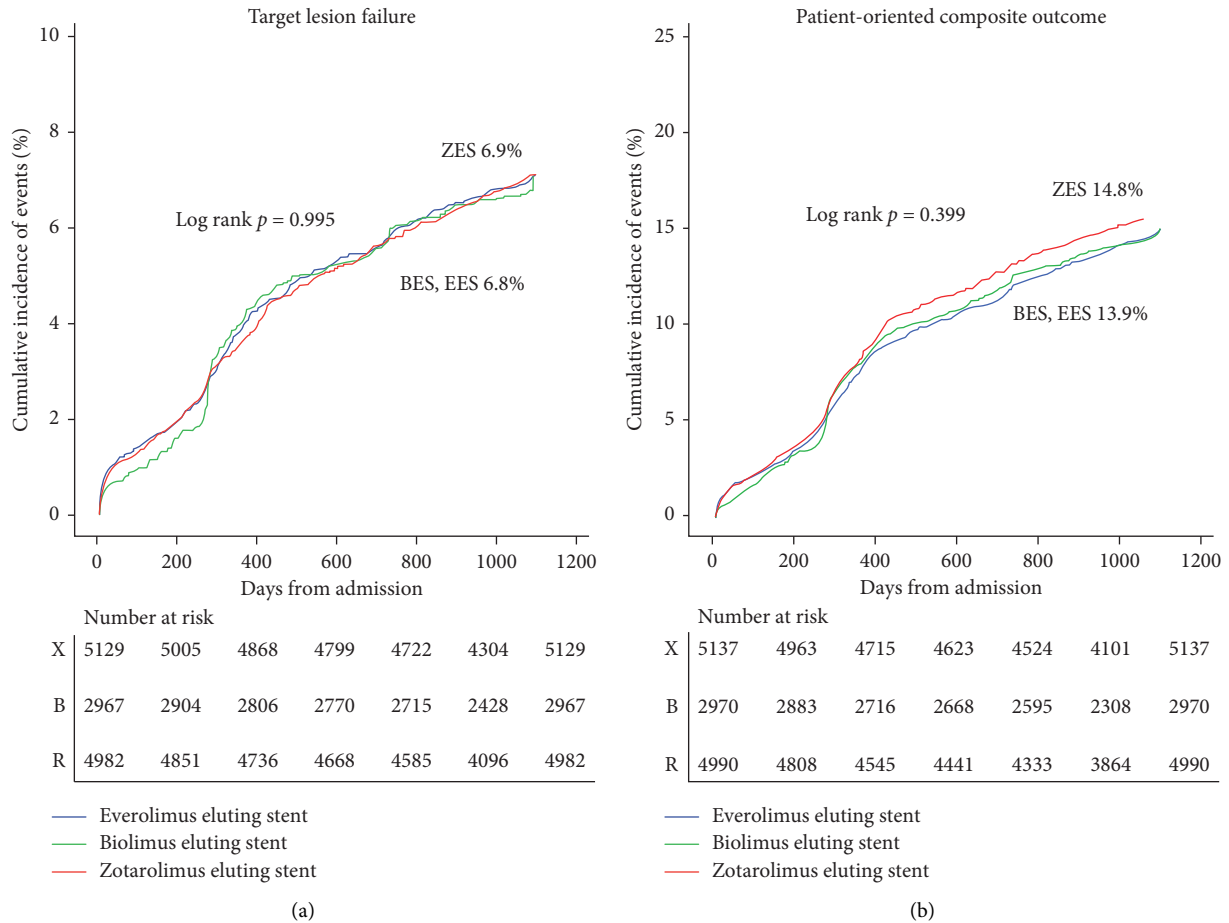 Target lesion failure
10
8
6
4
2
0
Cumulative incidence of events (%)
ZES 6.9%
Log rank p = 0.995
BES, EES 6.8%
0 200 400 600 800 1000 1200
Days from admission
Number at risk
X 5129 5005 4868 4799 4722 4304 5129
B 2967 2904 2806 2770 2715 2428 2967
R 4982 4851 4736 4668 4585 4096 4982
Everolimus eluting stent
Biolimus eluting stent
Zotarolimus eluting stent
(a)
Patient-oriented composite outcome
25
20
15
10
5
0
Cumulative incidence of events (%)
ZES 14.8%
Log rank p = 0.399
BES, EES 13.9%
0 200 400 600 800 1000 1200
Days from admission
Number at risk
X 5137 4963 4715 4623 4524 4101 5137
B 2970 2883 2716 2668 2595 2308 2970
R 4990 4808 4545 4441 4333 3864 4990
Everolimus eluting stent
Biolimus eluting stent
Zotarolimus eluting stent
(b)